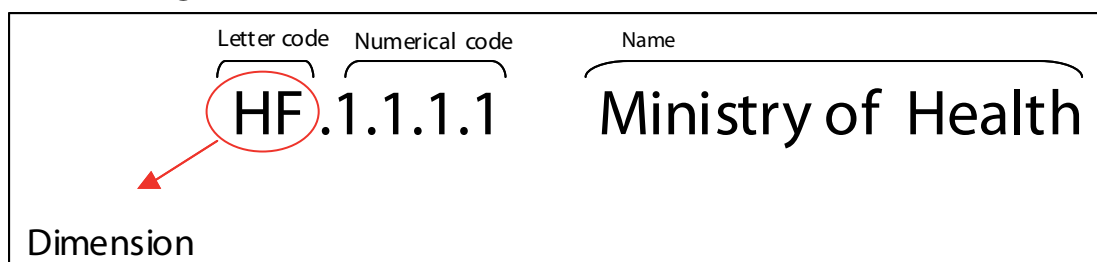 Letter code Numerical code Name
HF.1.1.1.1 Ministry of Health
Dimension